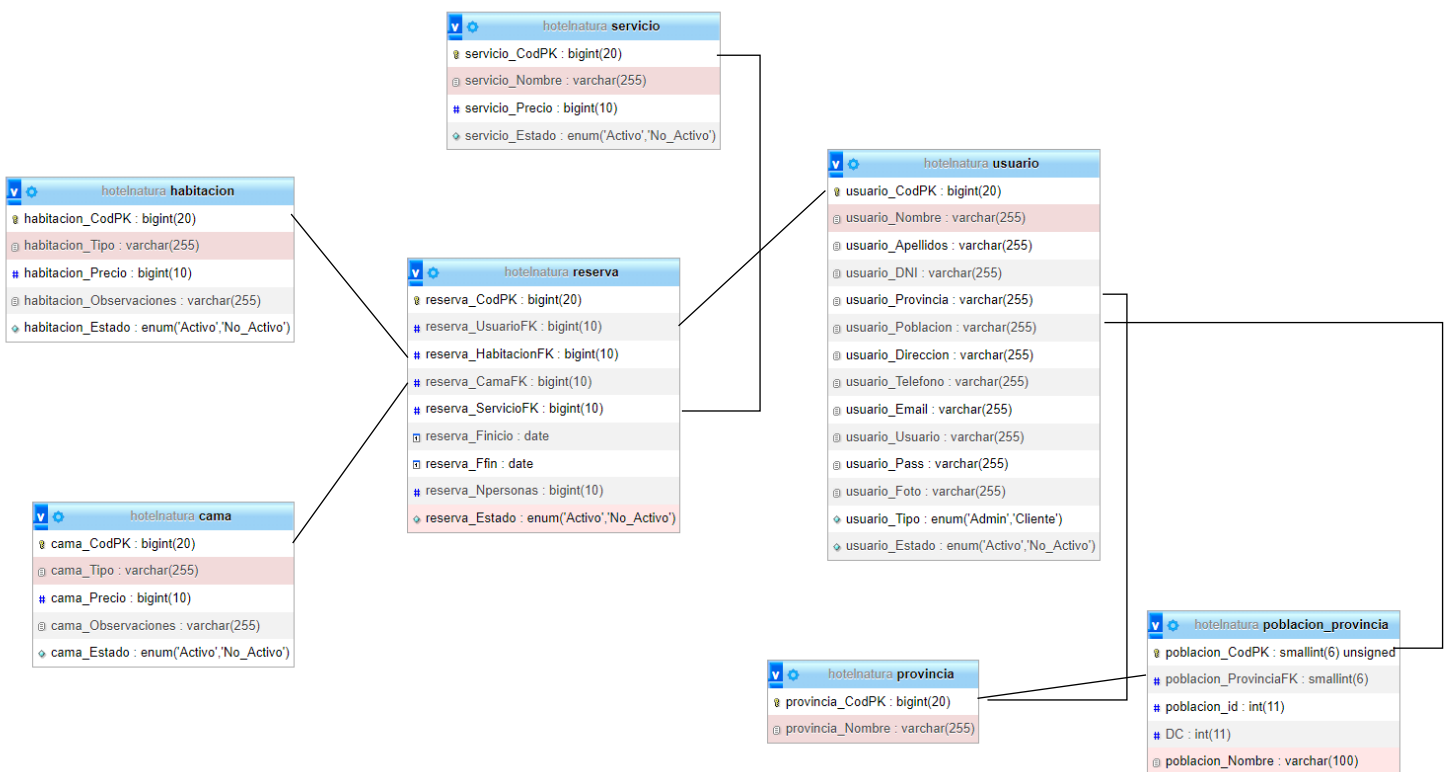 hotelnatura servicio
servicio_CodPK : bigint(20)
servicio_Nombre : varchar(255)
servicio_Precio : bigint(10)
servicio_Estado : enum('Activo','No_Activo')
hotelnatura habitacion
habitacion_CodPK : bigint(20)
habitacion_Tipo : varchar(255)
habitacion_Precio : bigint(10)
habitacion_Observaciones : varchar(255)
habitacion_Estado : enum('Activo','No_Activo')
hotelnatura reserva
reserva_CodPK : bigint(20)
reserva_UsuarioFK : bigint(10)
reserva_HabitacionFK : bigint(10)
reserva_CamaFK : bigint(10)
reserva_ServicioFK : bigint(10)
reserva_Finicio : date
reserva_Ffin : date
reserva_Npersonas : bigint(10)
reserva_Estado : enum('Activo','No_Activo')
hotelnatura usuario
usuario_CodPK : bigint(20)
usuario_Nombre : varchar(255)
usuario_Apellidos : varchar(255)
usuario_DNI : varchar(255)
usuario_Provincia : varchar(255)
usuario_Poblacion : varchar(255)
usuario_Direccion : varchar(255)
usuario_Telefono : varchar(255)
usuario_Email : varchar(255)
usuario_Usuario : varchar(255)
usuario_Pass : varchar(255)
usuario_Foto : varchar(255)
usuario_Tipo : enum('Admin','Cliente')
usuario_Estado : enum('Activo','No_Activo')
hotelnatura cama
cama_CodPK : bigint(20)
cama_Tipo : varchar(255)
cama_Precio : bigint(10)
cama_Observaciones : varchar(255)
cama_Estado : enum('Activo','No_Activo')
hotelnatura provincia
provincia_CodPK : bigint(20)
provincia_Nombre : varchar(255)
hotelnatura poblacion_provincia
poblacion_CodPK : smallint(6) unsigned
poblacion_ProvinciaFK : smallint(6)
poblacion_id : int(11)
DC : int(11)
poblacion_Nombre : varchar(100)